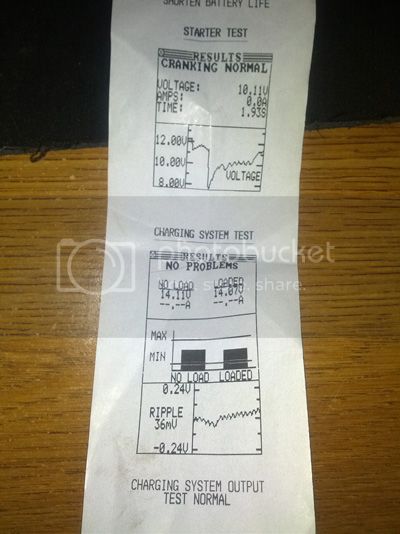 SHORTEN BATTERY LIFE
STARTER TEST
RESULTS
CRANKING NORMAL
VOLTAGE: 10.11V
AMPS: 0.0A
TIME: 1.93S
12.00V
10.00V
8.00V
VOLTAGE
CHARGING SYSTEM TEST
RESULTS
NO PROBLEMS
NO LOAD LOADED
14.11V 14.07V
--.--A --.--A
MAX
MIN
NO LOAD LOADED
0.24V
RIPPLE
36mV
-0.24V
CHARGING SYSTEM OUTPUT
TEST NORMAL
photobucket